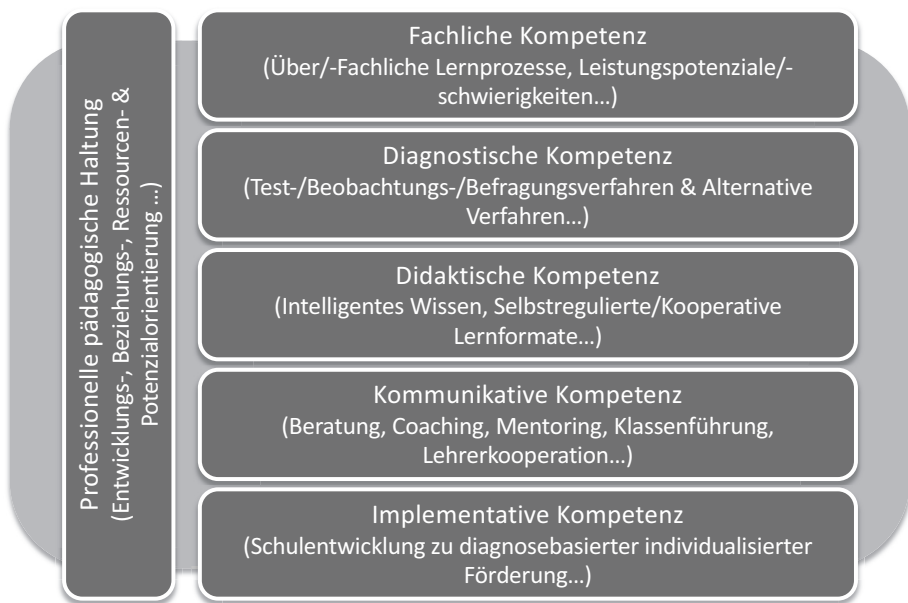 Professionelle pädagogische Haltung
(Entwicklungs-, Beziehungs-, Ressourcen- &
Potenzialorientierung ...)
Fachliche Kompetenz
(Über/-Fachliche Lernprozesse, Leistungspotenziale/-
schwierigkeiten...)
Diagnostische Kompetenz
(Test-/Beobachtungs-/Befragungsverfahren & Alternative
Verfahren...)
Didaktische Kompetenz
(Intelligentes Wissen, Selbstregulierte/Kooperative
Lernformate...)
Kommunikative Kompetenz
(Beratung, Coaching, Mentoring, Klassenführung,
Lehrerkooperation...)
Implementative Kompetenz
(Schulentwicklung zu diagnosebasierter individualisierter
Förderung...)